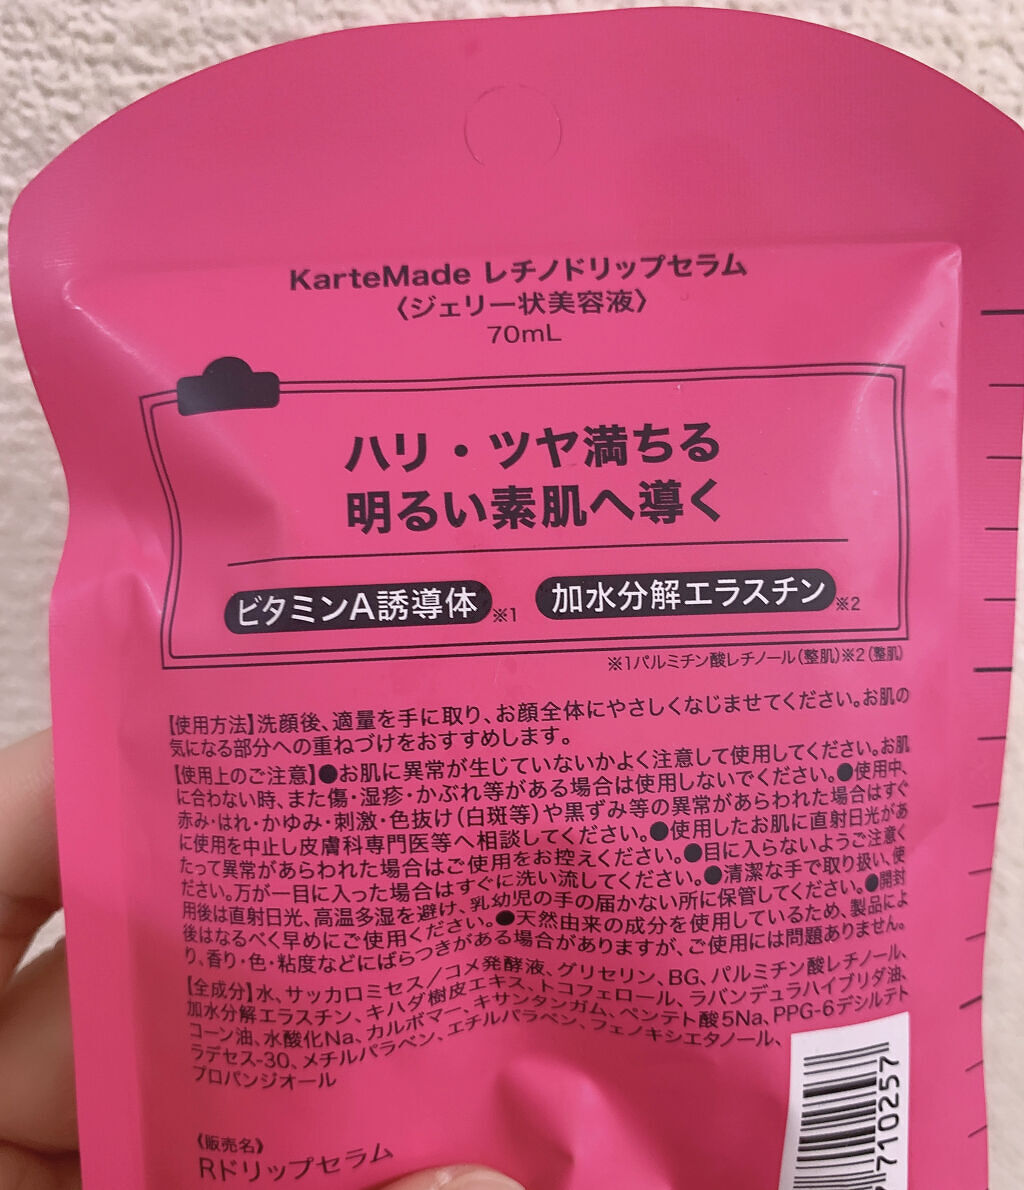 KarteMade レチノドリップセラム
〈ジェリー状美容液〉
70mL
ハリ・ツヤ満ちる
明るい素肌へ導く
ビタミンA誘導体 ※1 加水分解エラスチン ※2
※1パルミチン酸レチノール(整肌)※2(整肌)
【使用方法】洗顔後、適量を手に取り、お顔全体にやさしくなじませてください。お肌の
気になる部分への重ねづけをおすすめします。
【使用上のご注意】●お肌に異常が生じていないかよく注意して使用してください。お肌
に合わない時、また傷・湿疹・かぶれ等がある場合は使用しないでください。●使用中、
赤み・はれ・かゆみ・刺激・色抜け(白斑等)や黒ずみ等の異常があらわれた場合はすぐ
に使用を中止し皮膚科専門医等へ相談してください。●使用したお肌に直射日光があ
たって異常があらわれた場合はご使用をお控えください。●目に入らないようご注意く
ださい。万が一目に入った場合はすぐに洗い流してください。●清潔な手で取り扱い、使
用後は直射日光、高温多湿を避け、乳幼児の手の届かない所に保管してください。●開封
後はなるべく早めにご使用ください。●天然由来の成分を使用しているため、製品によ
り、香り・色・粘度などにばらつきがある場合がありますが、ご使用には問題ありません。
【全成分】水、サッカロミセス/コメ発酵液、グリセリン、BG、パルミチン酸レチノール、
加水分解エラスチン、キハダ樹皮エキス、トコフェロール、ラバンデュラハイブリダ油、
コーン油、水酸化Na、カルボマー、キサンタンガム、ペンテト酸5Na、PPG-6デシルテト
ラデセス-30、メチルパラベン、エチルパラベン、フェノキシエタノール、
プロパンジオール
《販売名》
Rドリップセラム
710257